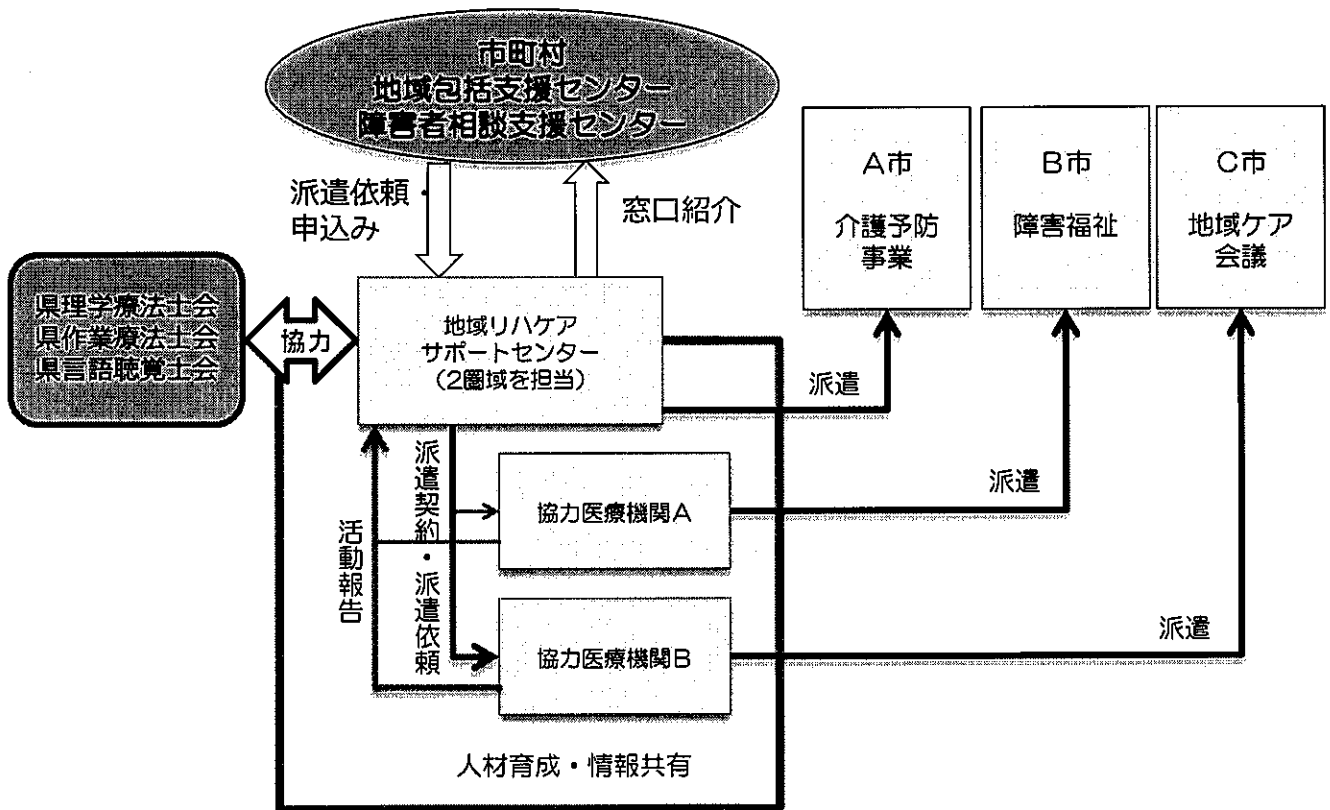 市町村
地域包括支援センター
障害者相談支援センター
派遣依頼・
申込み
窓口紹介
A市
介護予防
事業
B市
障害福祉
C市
地域ケア
会議
県理学療法士会
県作業療法士会
県言語聴覚士会
協力
地域リハケア
サポートセンター
(2圏域を担当)
派遣
派遣契約・派遣依頼
活動報告
協力医療機関A
派遣
協力医療機関B
派遣
人材育成・情報共有